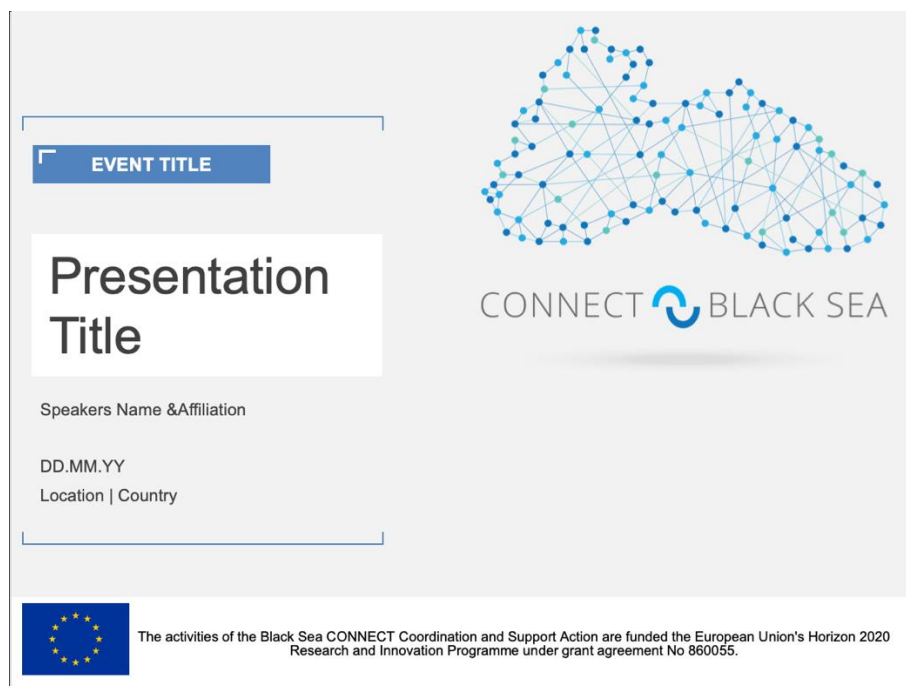 EVENT TITLE
Presentation
Title
Speakers Name &Affiliation
DD.MM.YY
Location | Country
CONNECT BLACK SEA
The activities of the Black Sea CONNECT Coordination and Support Action are funded the European Union's Horizon 2020
Research and Innovation Programme under grant agreement No 860055.